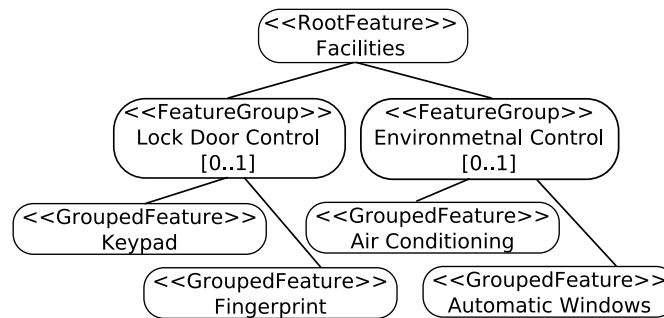 <<RootFeature>>
Facilities
<<FeatureGroup>>
Lock Door Control
[0..1]
<<FeatureGroup>>
Environmetnal Control
[0..1]
<<GroupedFeature>>
Keypad
<<GroupedFeature>>
Air Conditioning
<<GroupedFeature>>
Fingerprint
<<GroupedFeature>>
Automatic Windows